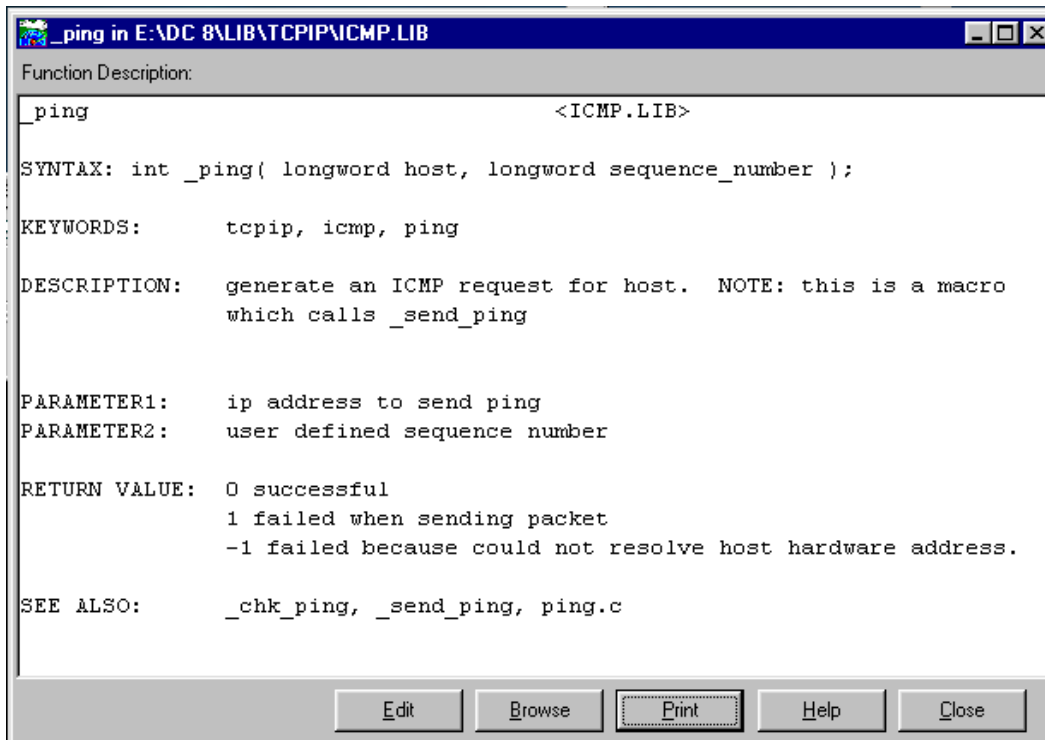 _ping in E:\DC 8\LIB\TCPIP\ICMP.LIB
Function Description:
_ping <ICMP.LIB>
SYNTAX: int _ping( longword host, longword sequence_number );
KEYWORDS: tcpip, icmp, ping
DESCRIPTION: generate an ICMP request for host. NOTE: this is a macro
which calls _send_ping
PARAMETER1: ip address to send ping
PARAMETER2: user defined sequence number
RETURN VALUE: 0 successful
1 failed when sending packet
-1 failed because could not resolve host hardware address.
SEE ALSO: _chk_ping, _send_ping, ping.c
Edit Browse Print Help Close